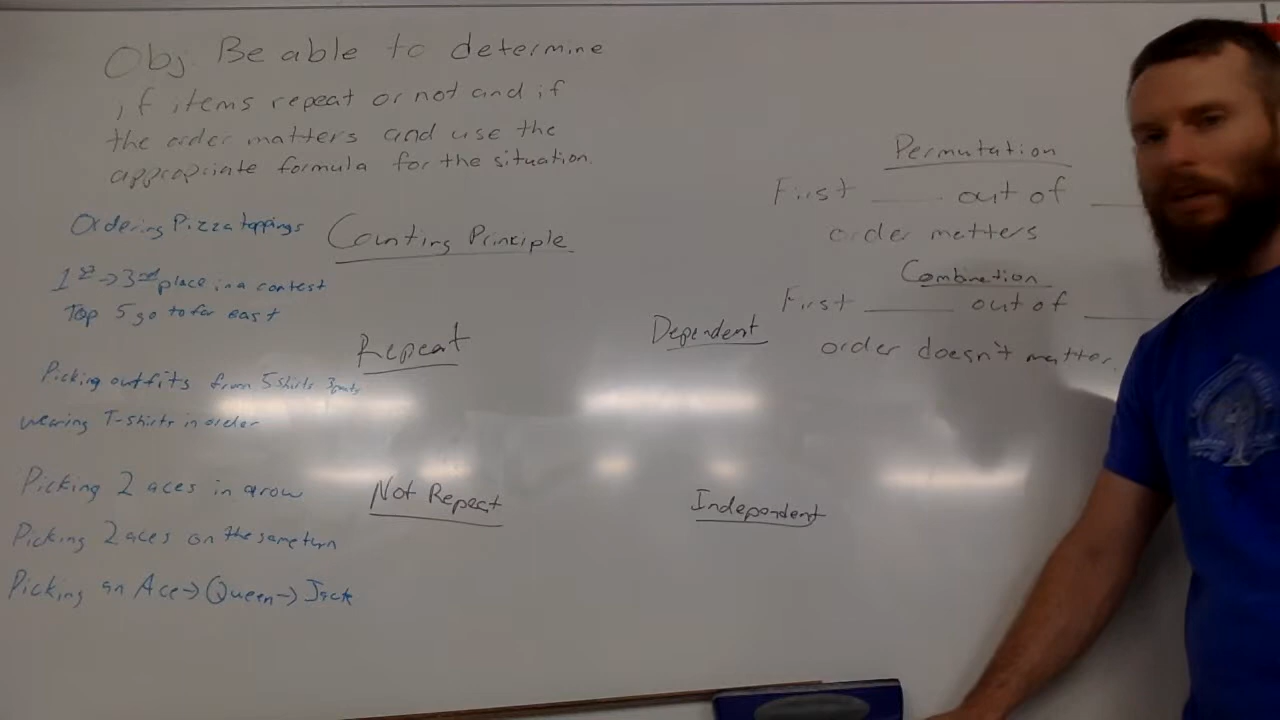 Obj. Be able to determine
if items repeat or not and if
the order matters and use the
appropriate formula for the situation.
Ordering Pizza toppings
1st → 3rd place in a contest
Top 5 go to far east
Picking outfits from 5 shirts 3 pants
wearing T-shirts in order
Picking 2 aces in a row
Picking 2 aces on the same turn
Picking an Ace → Queen → Jack
Counting Principle
Repeat
Not Repeat
Dependent
Independent
Permutation
First ___ out of ___
order matters
Combination
First ___ out of ___
order doesn't matter.